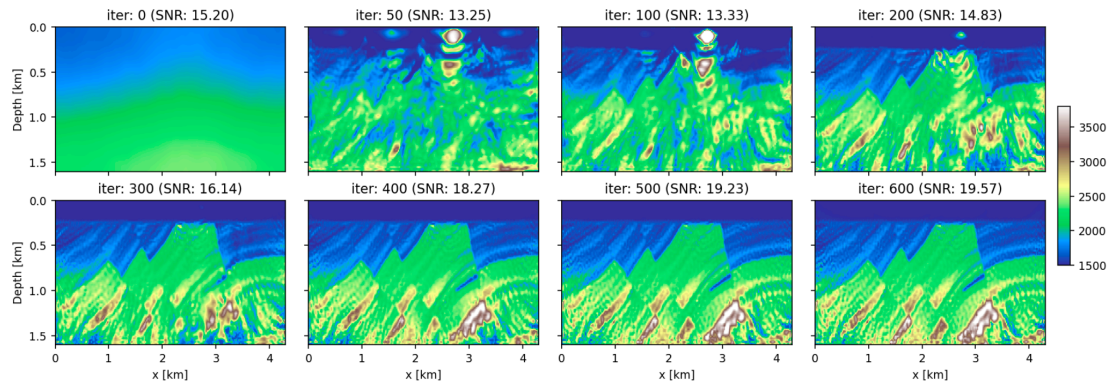 iter: 0 (SNR: 15.20) iter: 50 (SNR: 13.25) iter: 100 (SNR: 13.33) iter: 200 (SNR: 14.83)
0.0
0.5
1.0
1.5
Depth [km]
iter: 300 (SNR: 16.14) iter: 400 (SNR: 18.27) iter: 500 (SNR: 19.23) iter: 600 (SNR: 19.57)
0.0
0.5
1.0
1.5
Depth [km]
0 1 2 3 4 0 1 2 3 4 0 1 2 3 4 0 1 2 3 4
x [km] x [km] x [km] x [km]
3500
3000
2500
2000
1500